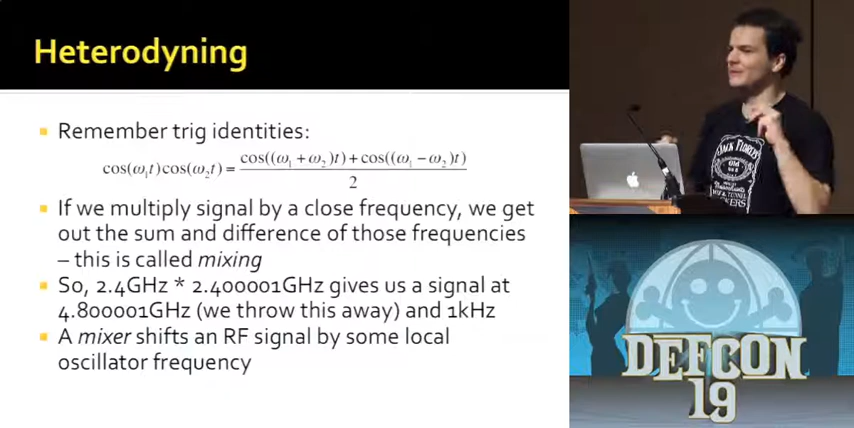 Heterodyning
Remember trig identities:
cos(ω₁t)cos(ω₂t) = cos((ω₁ + ω₂)t) + cos((ω₁ − ω₂)t) / 2
If we multiply signal by a close frequency, we get
out the sum and difference of those frequencies
– this is called mixing
So, 2.4GHz * 2.400001GHz gives us a signal at
4.800001GHz (we throw this away) and 1kHz
A mixer shifts an RF signal by some local
oscillator frequency
DEFCON
19